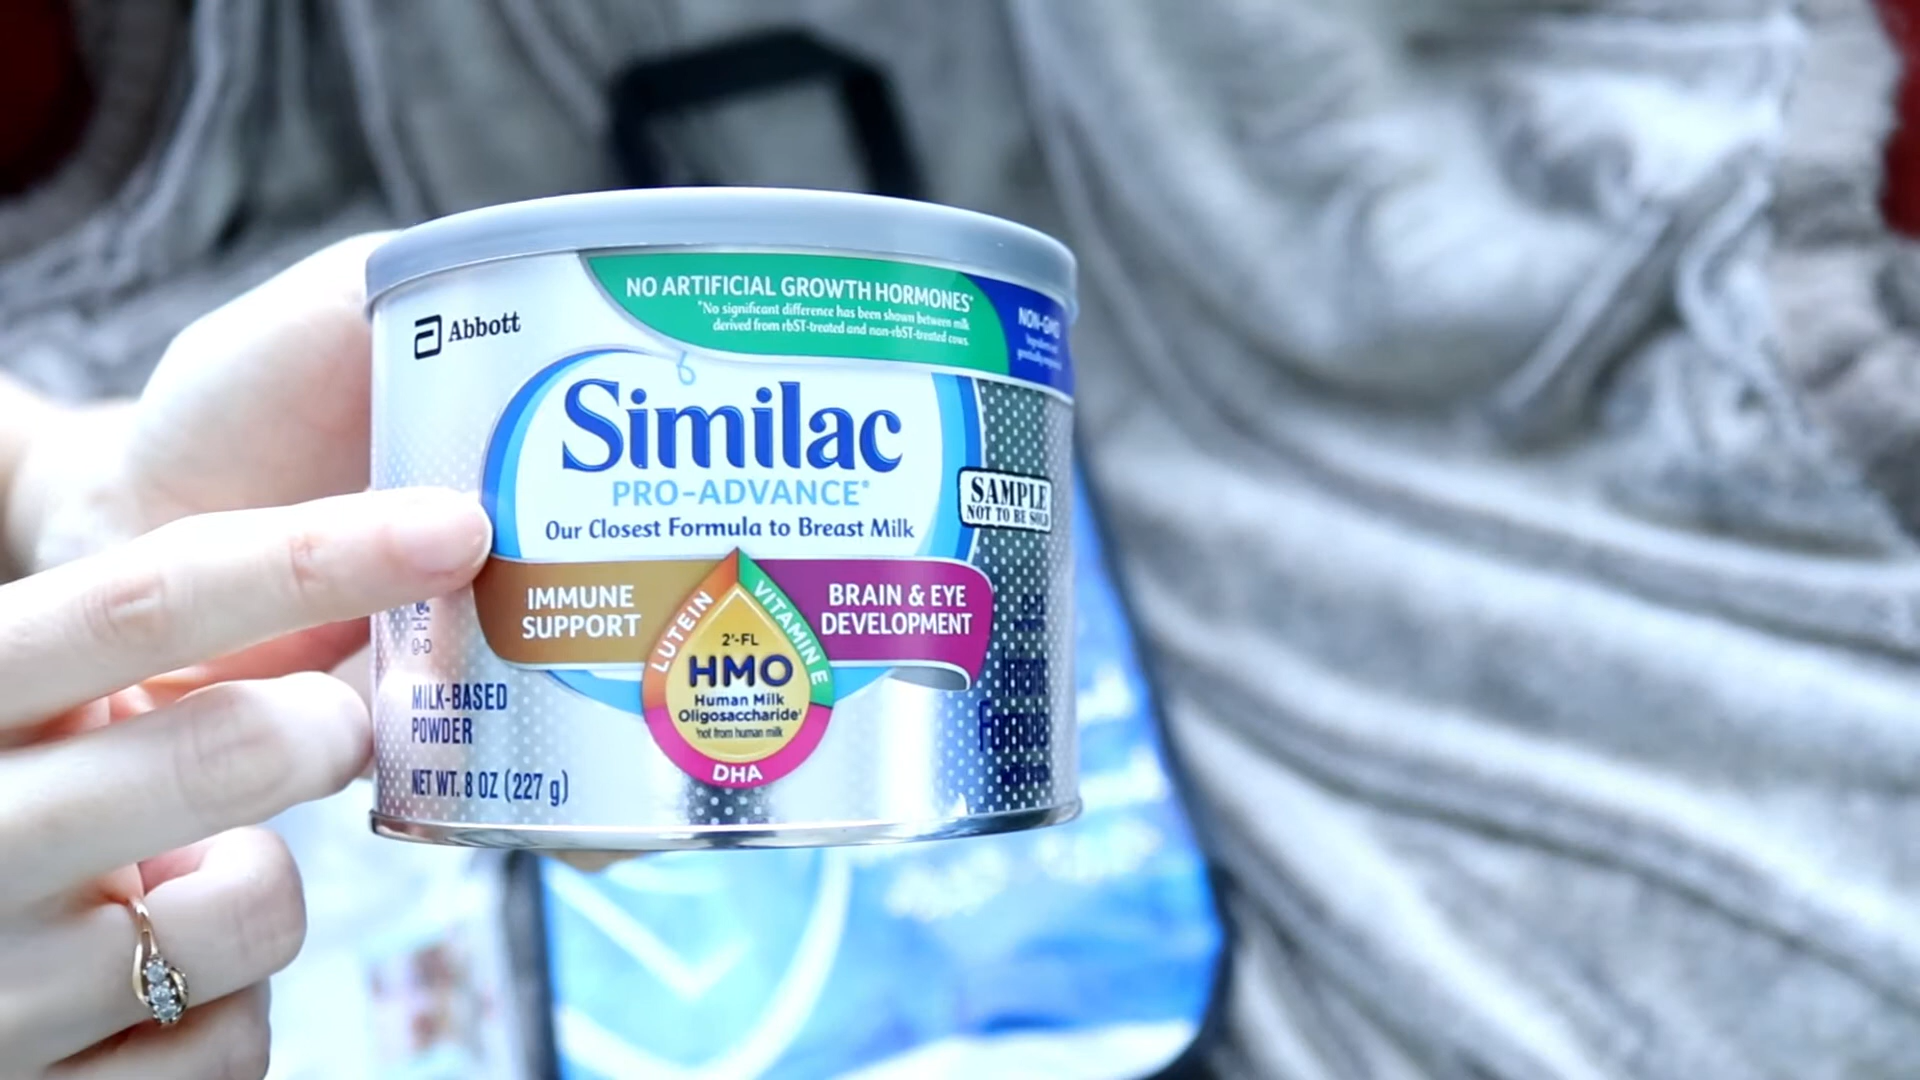 NO ARTIFICIAL GROWTH HORMONES*
*No significant difference has been shown between milk
derived from rbST-treated and non-rbST-treated cows.
NON-GMO
Abbott
Similac
PRO-ADVANCE®
Our Closest Formula to Breast Milk
SAMPLE
NOT TO BE SOLD
IMMUNE
SUPPORT
LUTEIN
VITAMIN E
BRAIN & EYE
DEVELOPMENT
2'-FL
HMO
Human Milk
Oligosaccharide‡
‡not from human milk
DHA
MILK-BASED
POWDER
NET WT. 8 OZ (227 g)
Infant
Formula